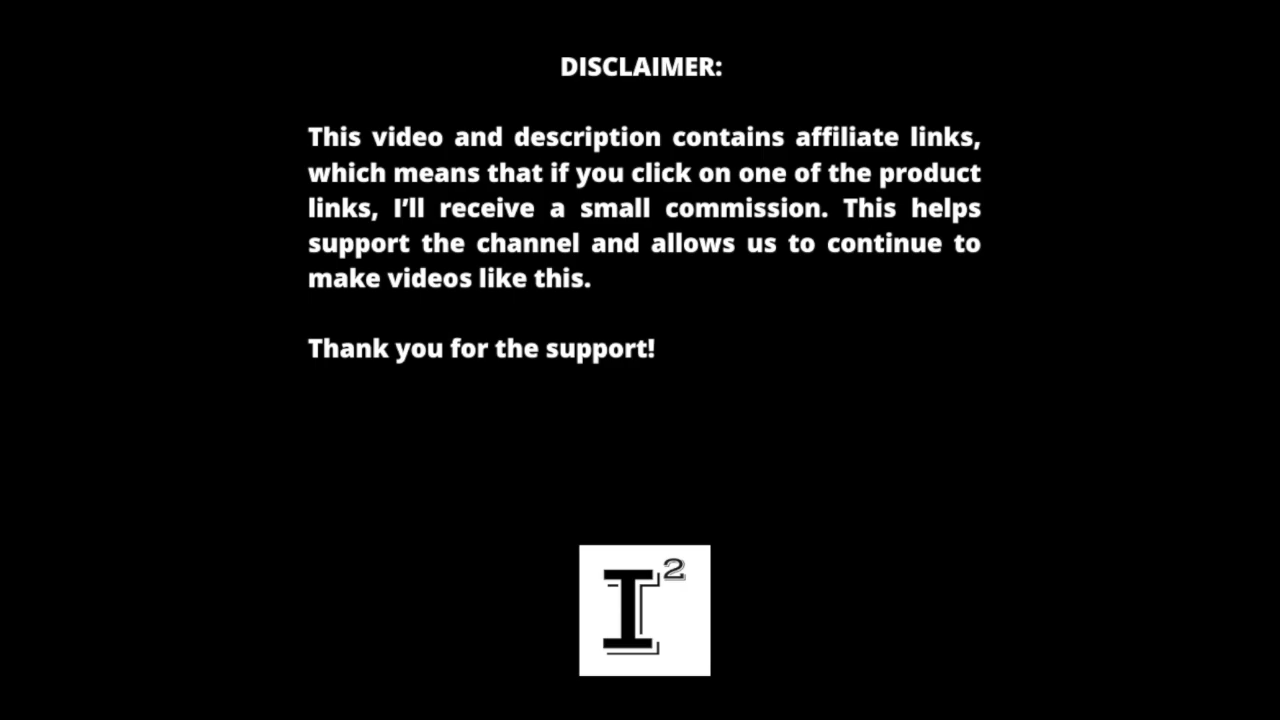 DISCLAIMER:
This video and description contains affiliate links,
which means that if you click on one of the product
links, I’ll receive a small commission. This helps
support the channel and allows us to continue to
make videos like this.
Thank you for the support!
I²